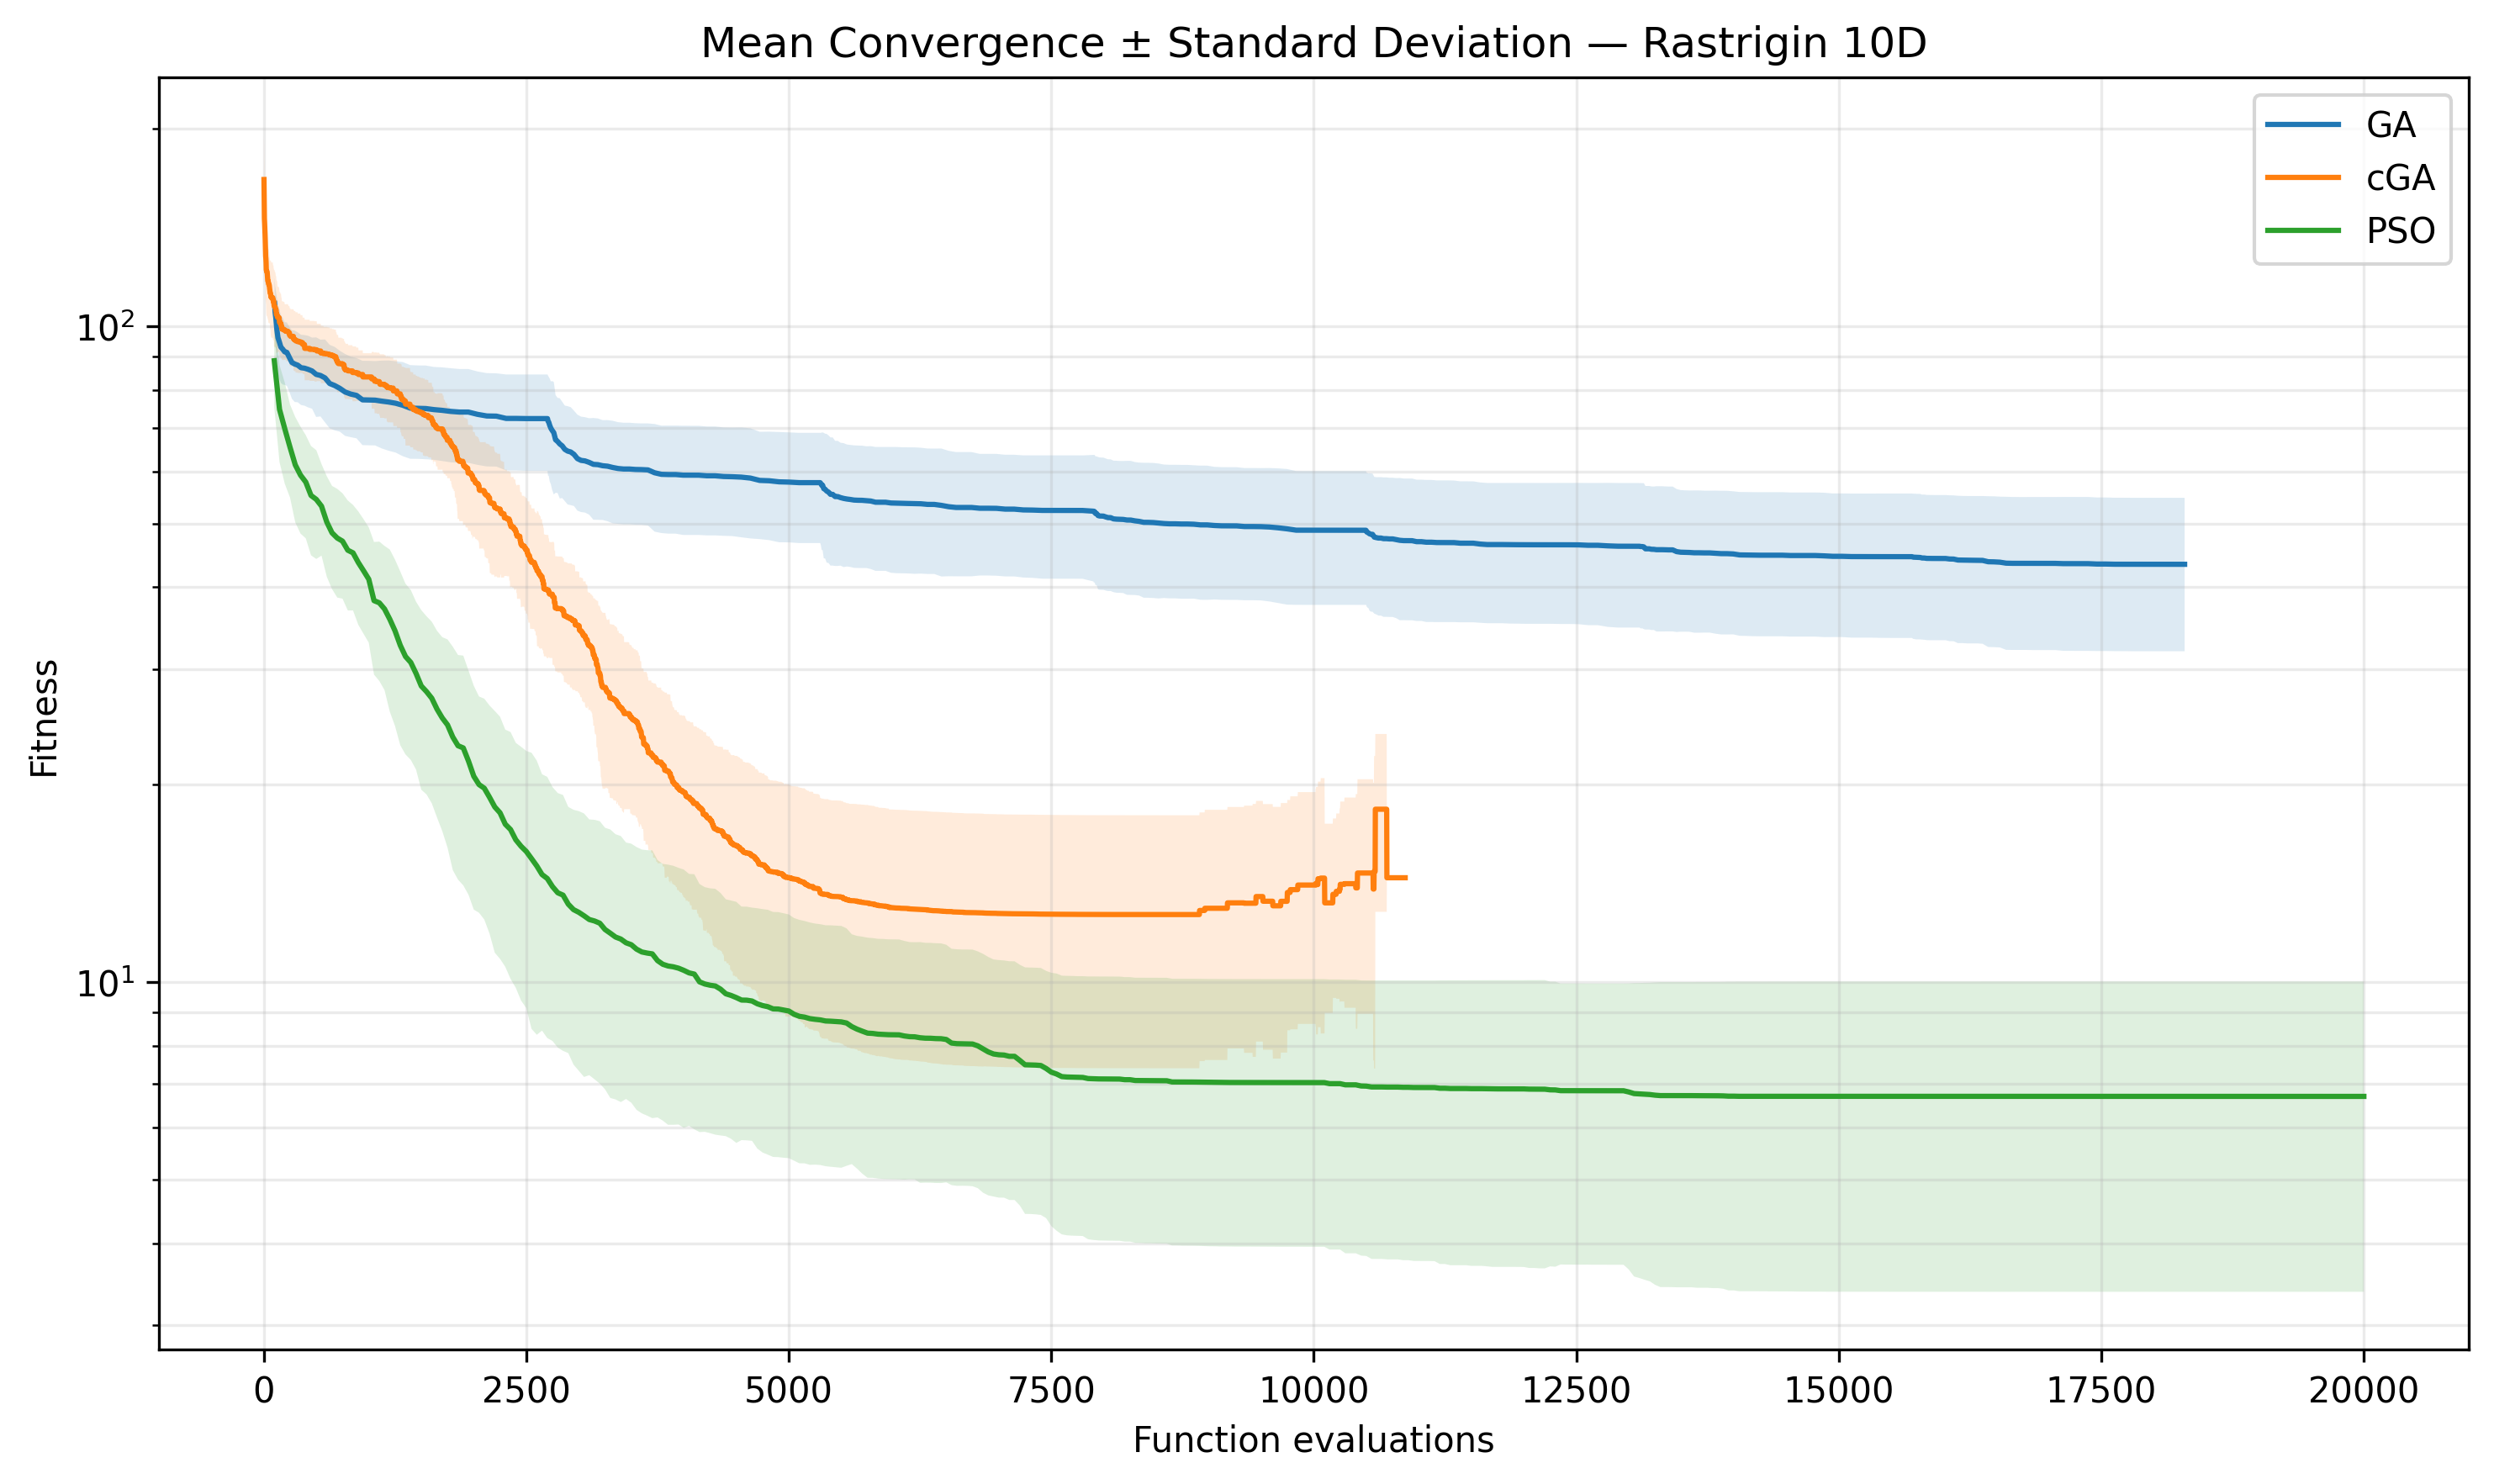 Mean Convergence ± Standard Deviation — Rastrigin 10D
GA
cGA
PSO
10²
10¹
Fitness
0 2500 5000 7500 10000 12500 15000 17500 20000
Function evaluations